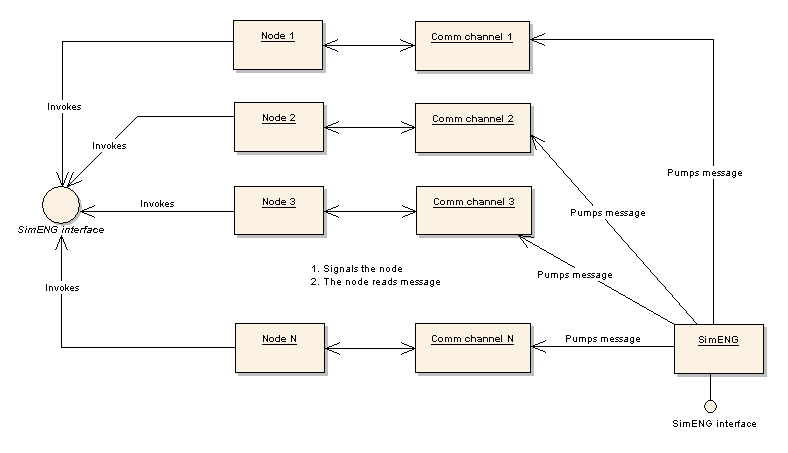 Node 1
Comm channel 1
Invokes
Node 2
Comm channel 2
Invokes
Pumps message
Node 3
Comm channel 3
Invokes
Pumps message
SimENG interface
1. Signals the node
2. The node reads message
Pumps message
Invokes
Node N
Comm channel N
Pumps message
SimENG
SimENG interface